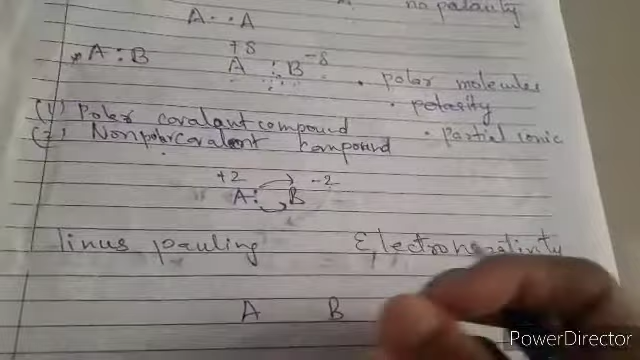 no polarity
A·  ·A
A : B
+δ -δ
A : B
· polar molecules
· polarity
(1) Polar covalant compound
(2) Nonpolar covalent compound
· partial ionic
+2 -2
A : B
linus pauling Electronegativity
A B
PowerDirector